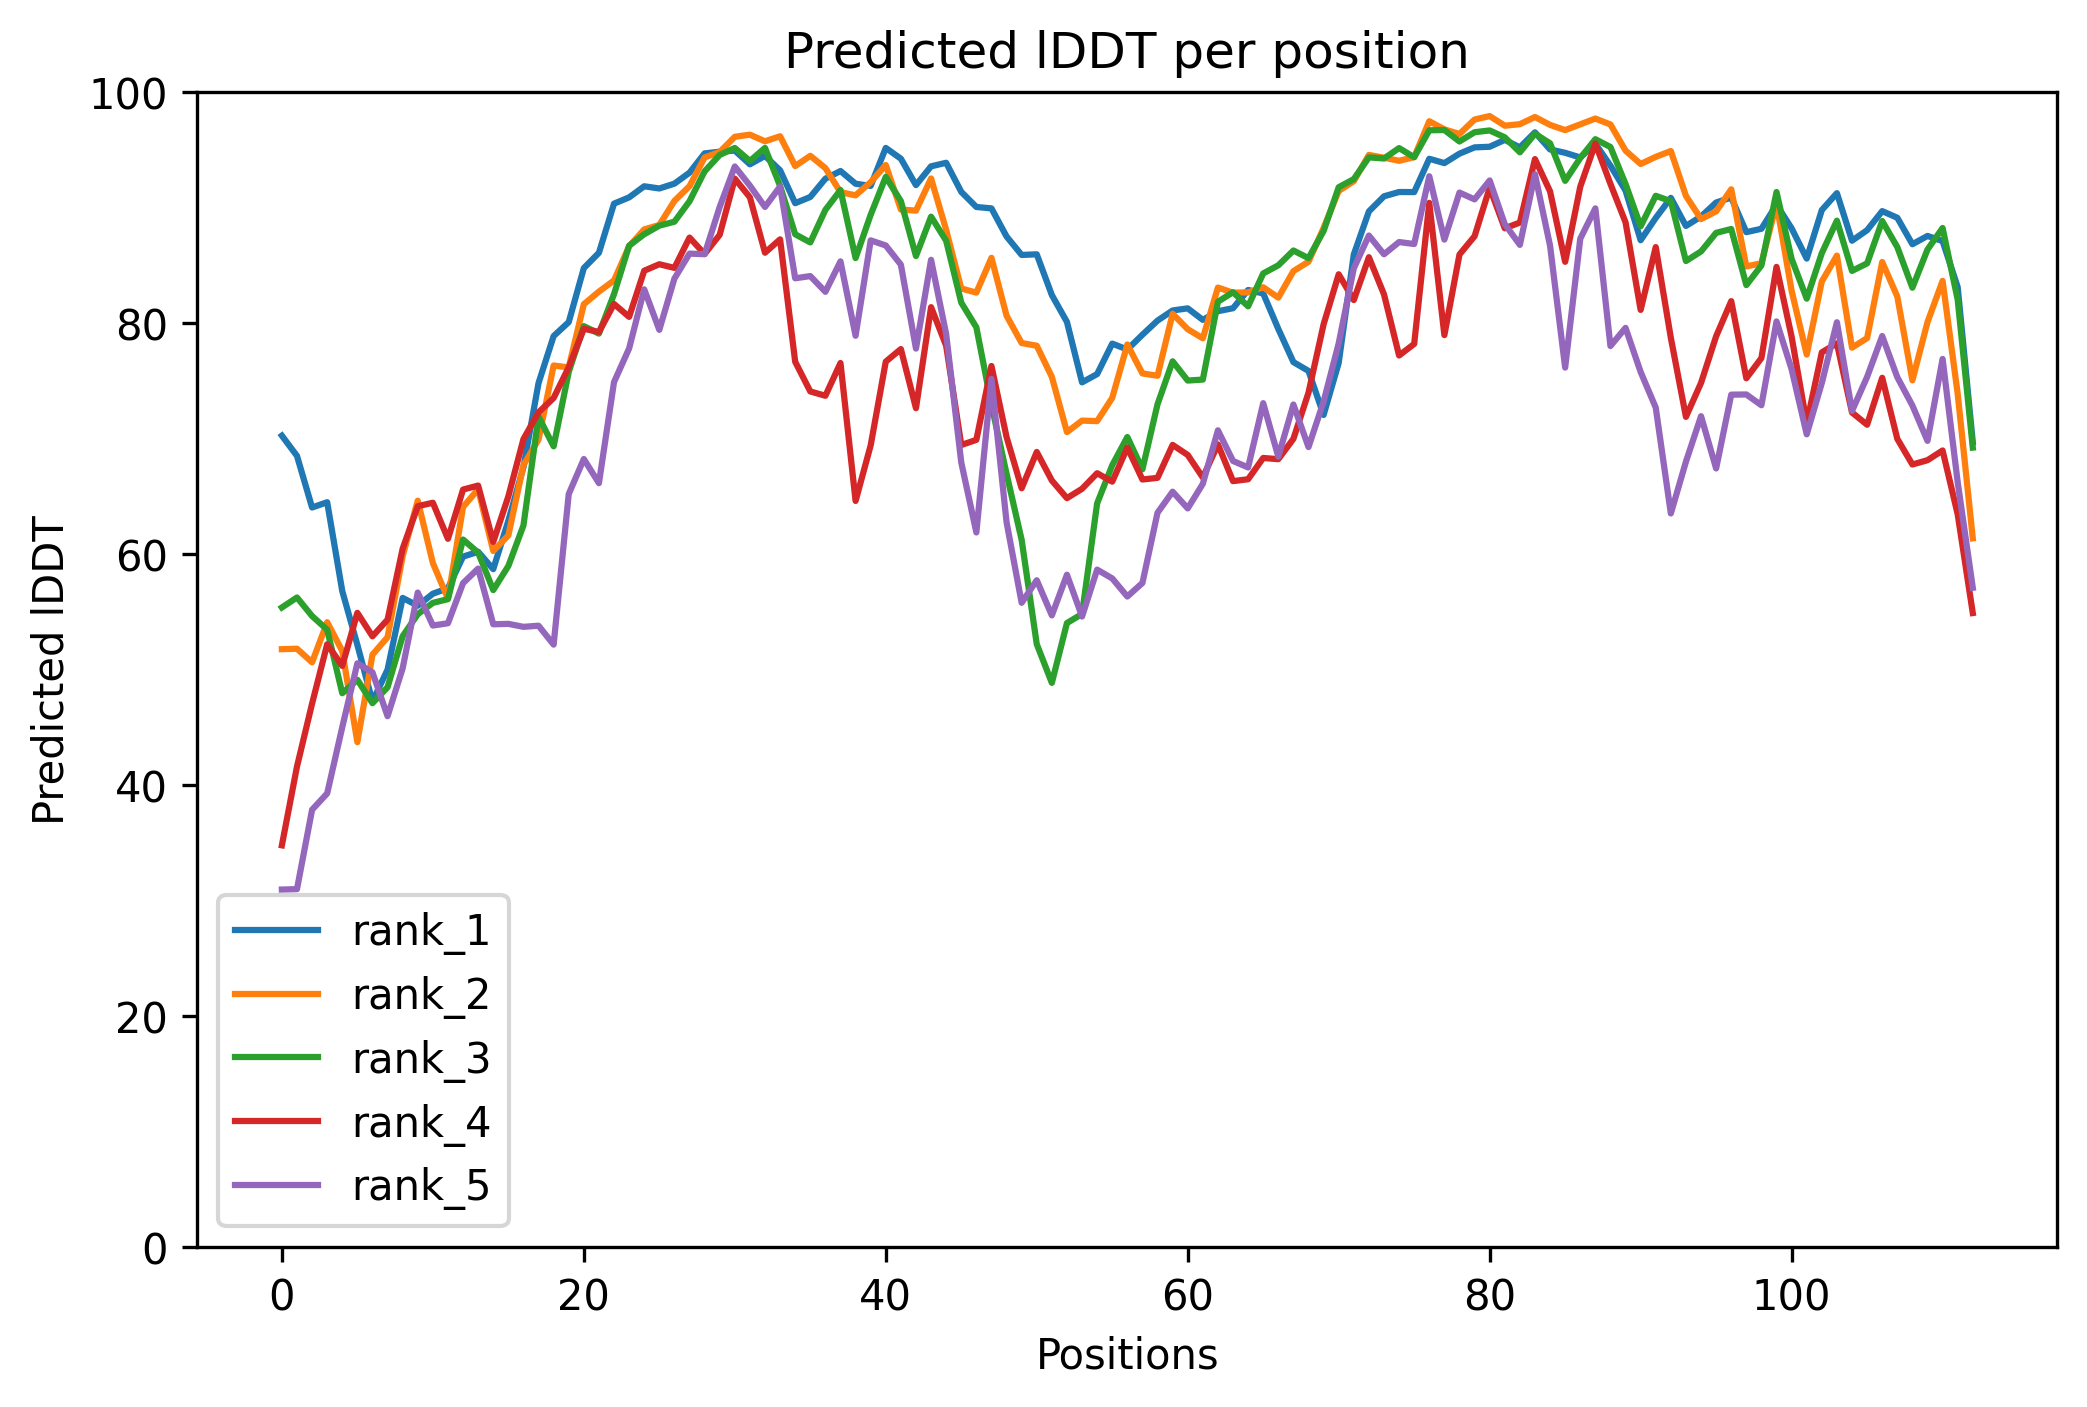 Predicted lDDT per position
100
80
60
40
20
0
Predicted lDDT
rank_1
rank_2
rank_3
rank_4
rank_5
0 20 40 60 80 100
Positions